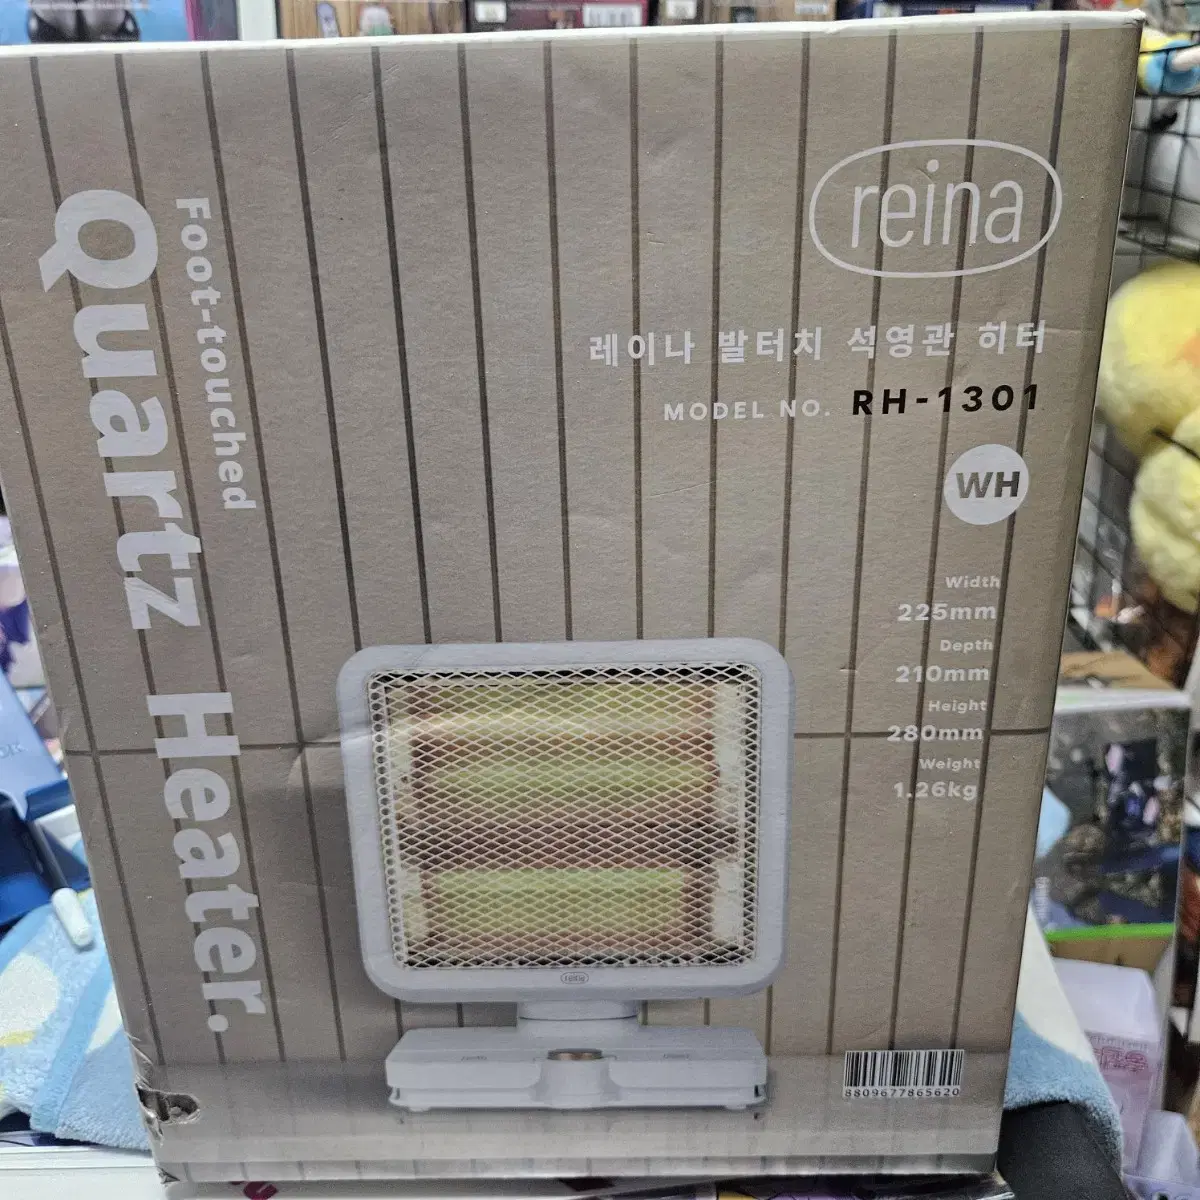 reina
레이나 발터치 석영관 히터
MODEL NO. RH-1301
WH
Foot-touched
Quartz Heater.
Width
225mm
Depth
210mm
Height
280mm
Weight
1.26kg
8809677865620